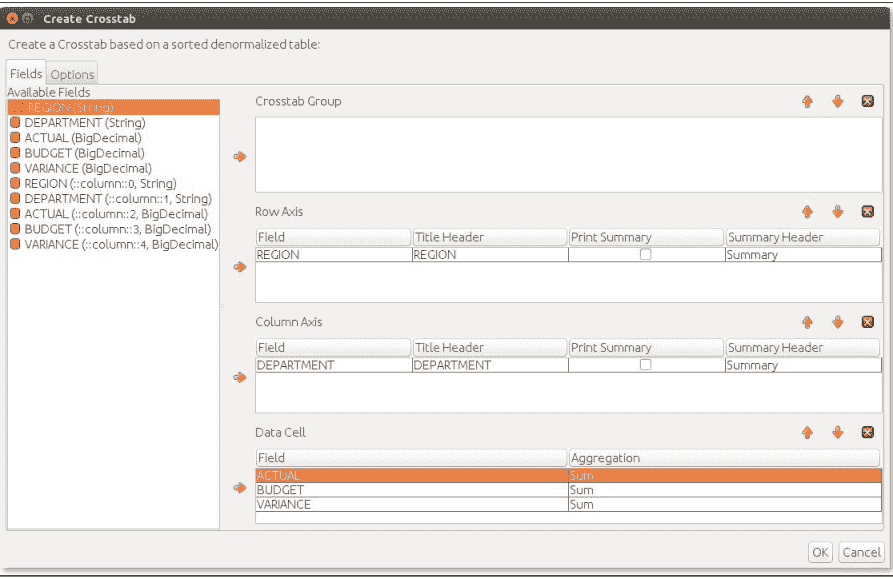 Create Crosstab
Create a Crosstab based on a sorted denormalized table:
Fields Options
Available Fields
REGION (String)
DEPARTMENT (String)
ACTUAL (BigDecimal)
BUDGET (BigDecimal)
VARIANCE (BigDecimal)
REGION (::column::0, String)
DEPARTMENT (::column::1, String)
ACTUAL (::column::2, BigDecimal)
BUDGET (::column::3, BigDecimal)
VARIANCE (::column::4, BigDecimal)
Crosstab Group
Row Axis
Field Title Header Print Summary Summary Header
REGION REGION Summary
Column Axis
Field Title Header Print Summary Summary Header
DEPARTMENT DEPARTMENT Summary
Data Cell
Field Aggregation
ACTUAL Sum
BUDGET Sum
VARIANCE Sum
OK Cancel